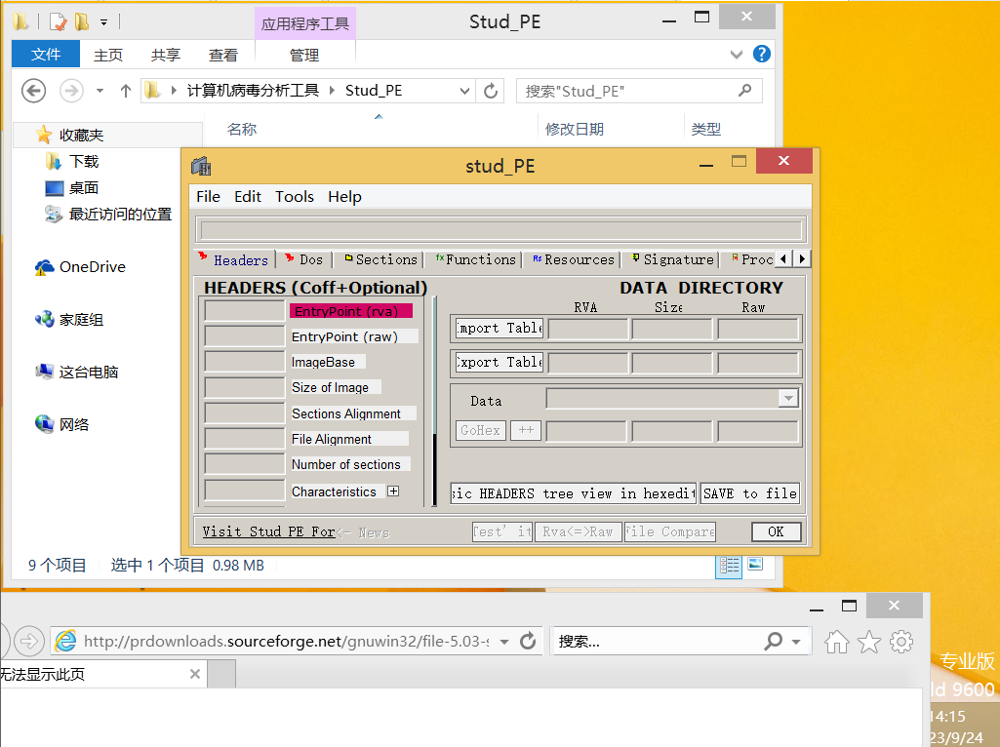 应用程序工具
Stud_PE
文件
主页
共享
查看
管理
计算机病毒分析工具
Stud_PE
搜索"Stud_PE"
收藏夹
下载
桌面
最近访问的位置
OneDrive
家庭组
这台电脑
网络
名称
修改日期
类型
stud_PE
File Edit Tools Help
Headers Dos Sections Functions Resources Signature Proc
HEADERS (Coff+Optional)
EntryPoint (rva)
EntryPoint (raw)
ImageBase
Size of Image
Sections Alignment
File Alignment
Number of sections
Characteristics
DATA DIRECTORY
RVA Size Raw
Import Table
Export Table
Data
GoHex ++
sic HEADERS tree view in hexedit SAVE to file
Visit Stud PE For <- News
Test' it Rva<=>Raw File Compare OK
9 个项目 选中 1 个项目 0.98 MB
http://prdownloads.sourceforge.net/gnuwin32/file-5.03-s
搜索...
无法显示此页
专业版
ld 9600
14:15
23/9/24